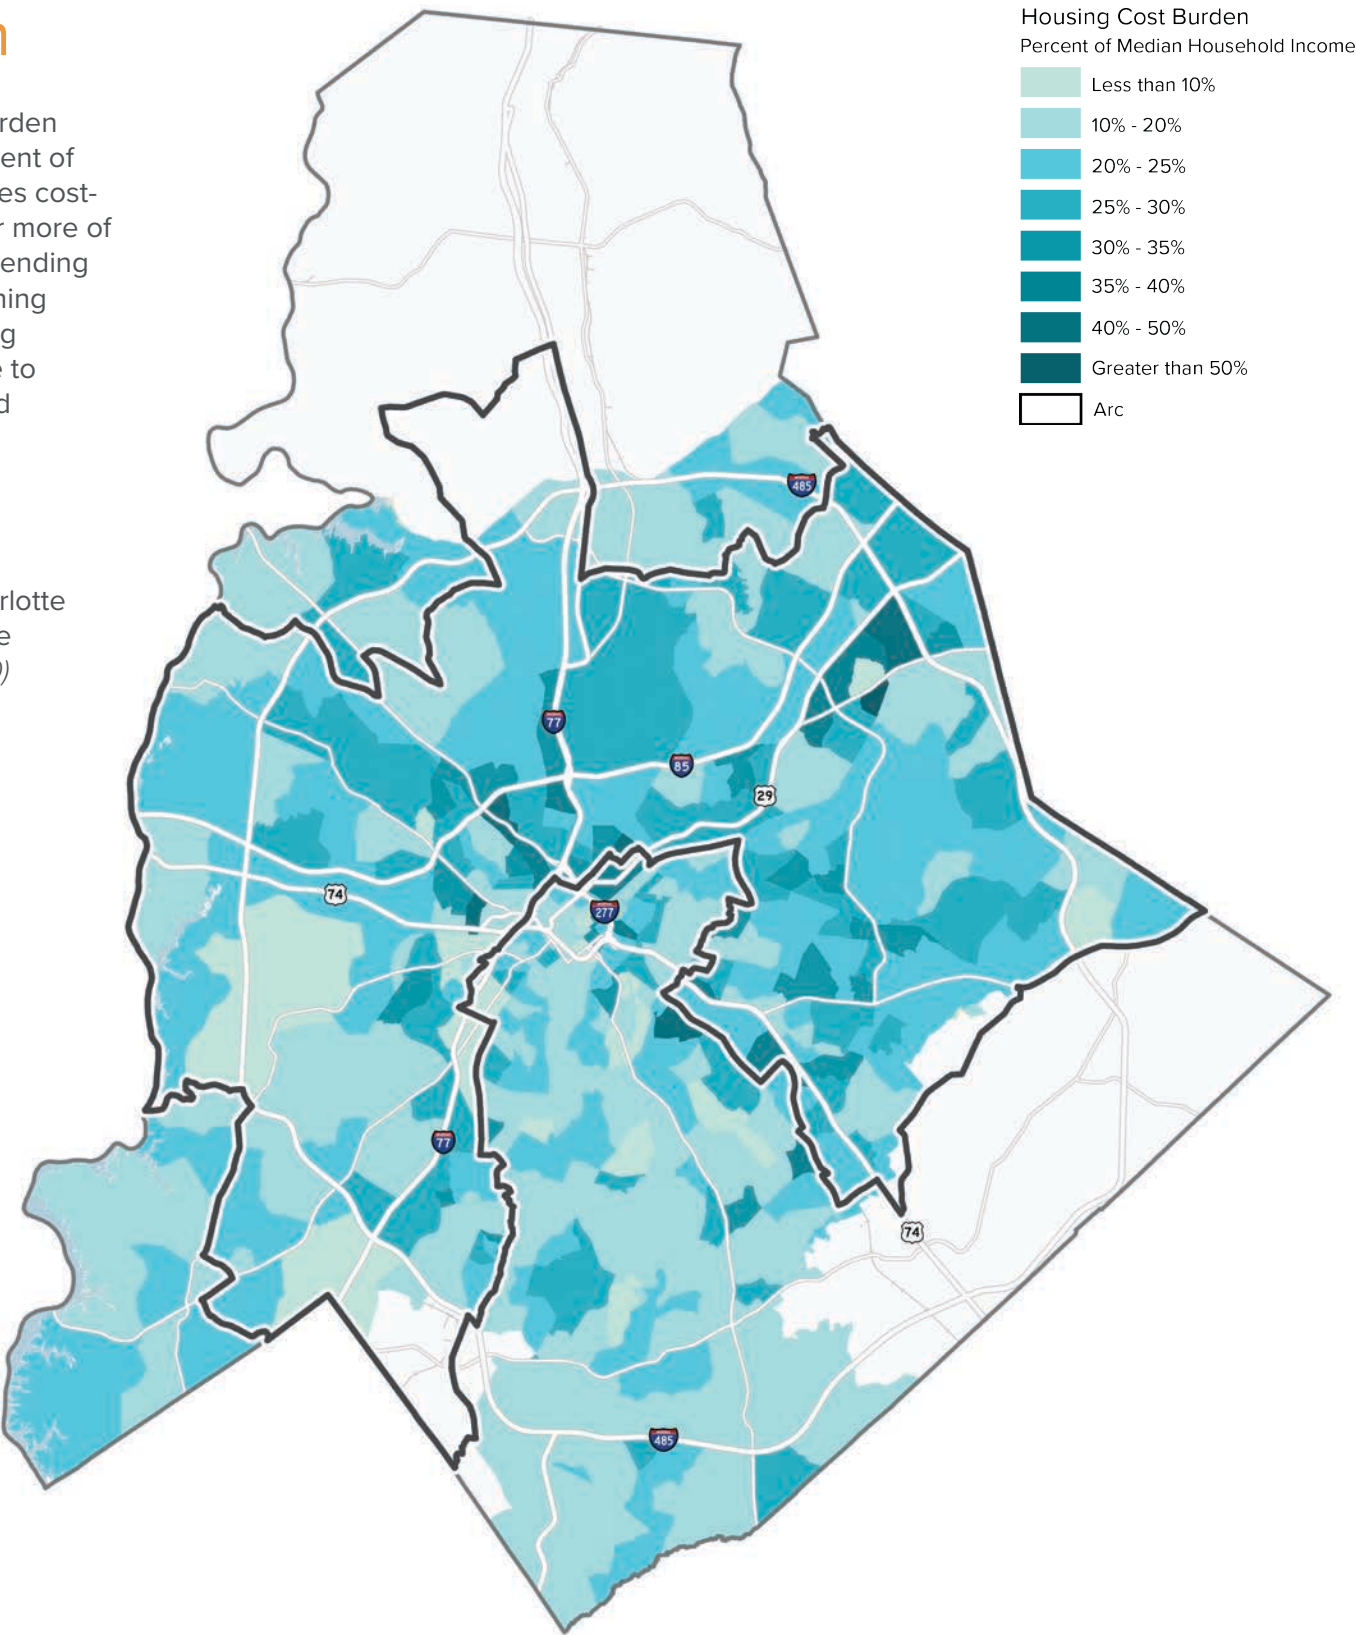 Housing Cost Burden
Percent of Median Household Income
Less than 10%
10% - 20%
20% - 25%
25% - 30%
30% - 35%
35% - 40%
40% - 50%
Greater than 50%
Arc
rden
ent of
es cost-
r more of
ending
ning
g
e to
d
rlotte
e
)
485
77
85
29
74
277
77
74
485